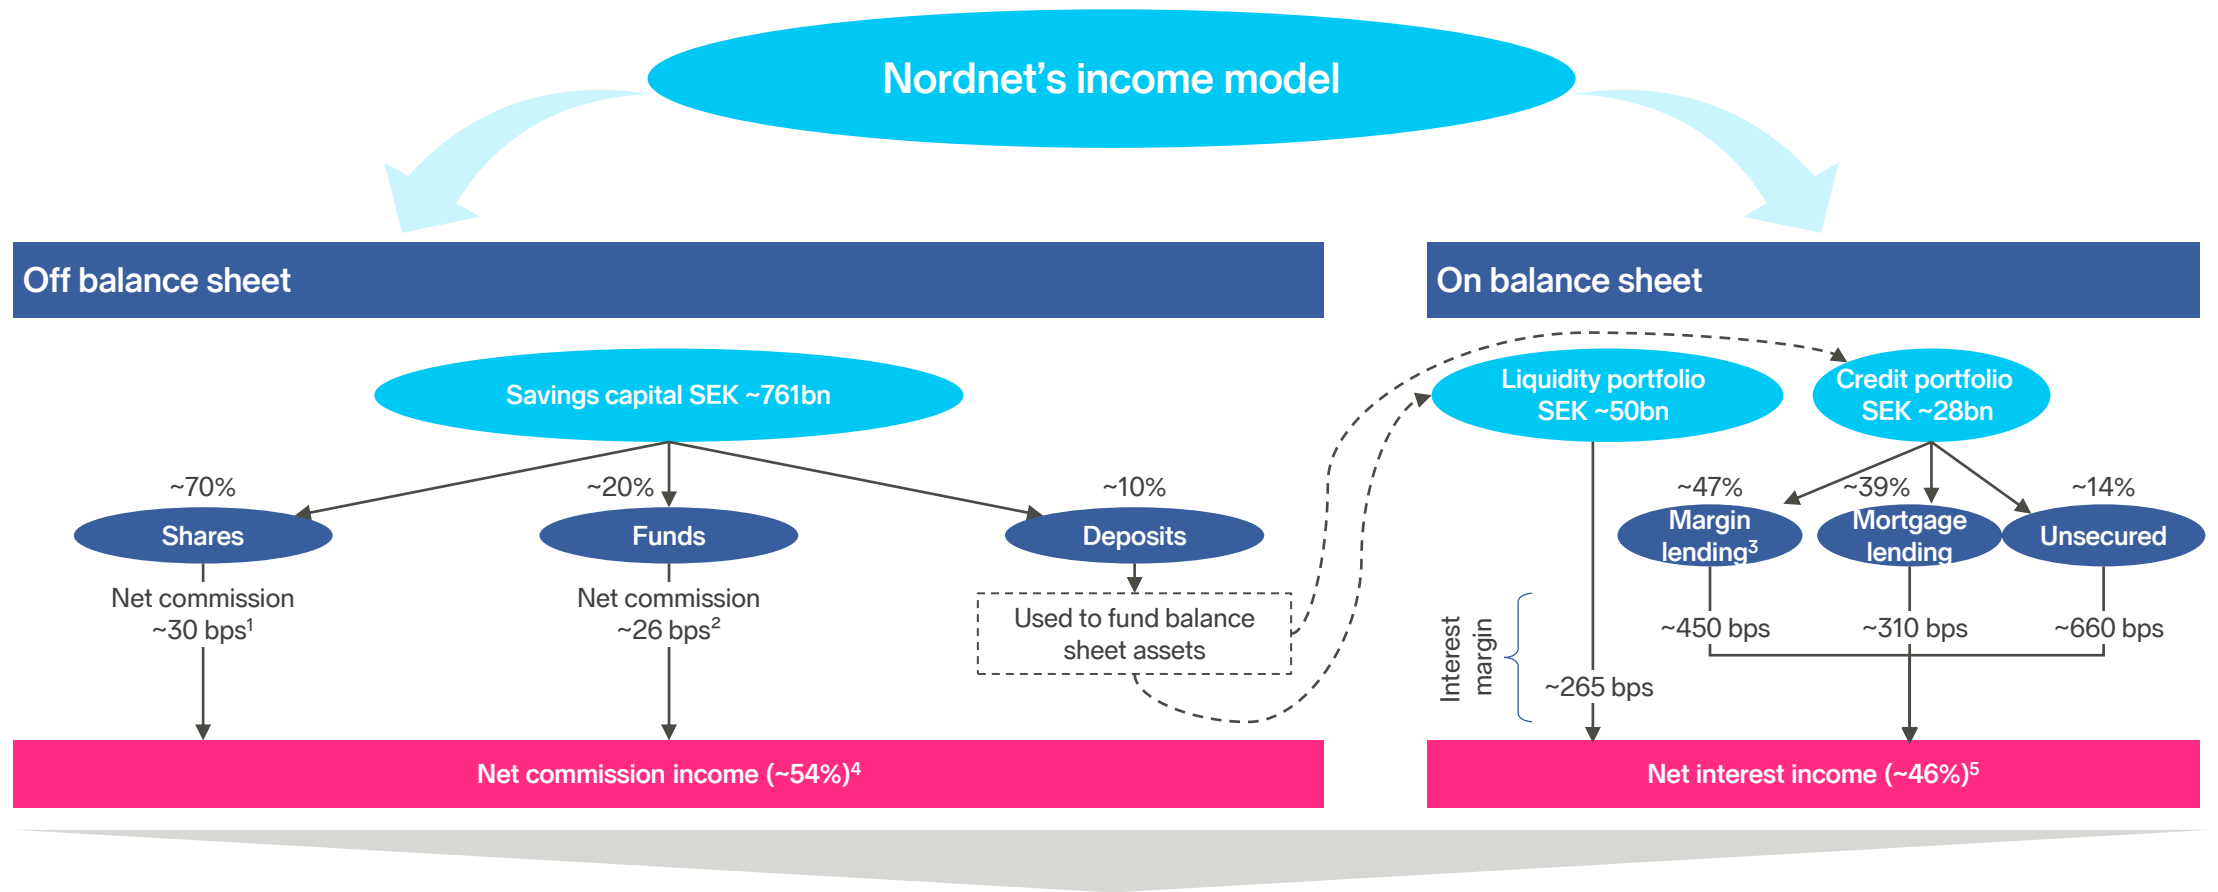 Nordnet's income model
Off balance sheet
On balance sheet
Savings capital SEK ~761bn
Liquidity portfolio
SEK ~50bn
Credit portfolio
SEK ~28bn
~70%
~20%
~10%
~47%
~39%
~14%
Shares
Funds
Deposits
Margin
lending³
Mortgage
lending
Unsecured
Net commission
~30 bps¹
Net commission
~26 bps²
Used to fund balance
sheet assets
Interest
margin
~265 bps
~450 bps
~310 bps
~660 bps
Net commission income (~54%)⁴
Net interest income (~46%)⁵